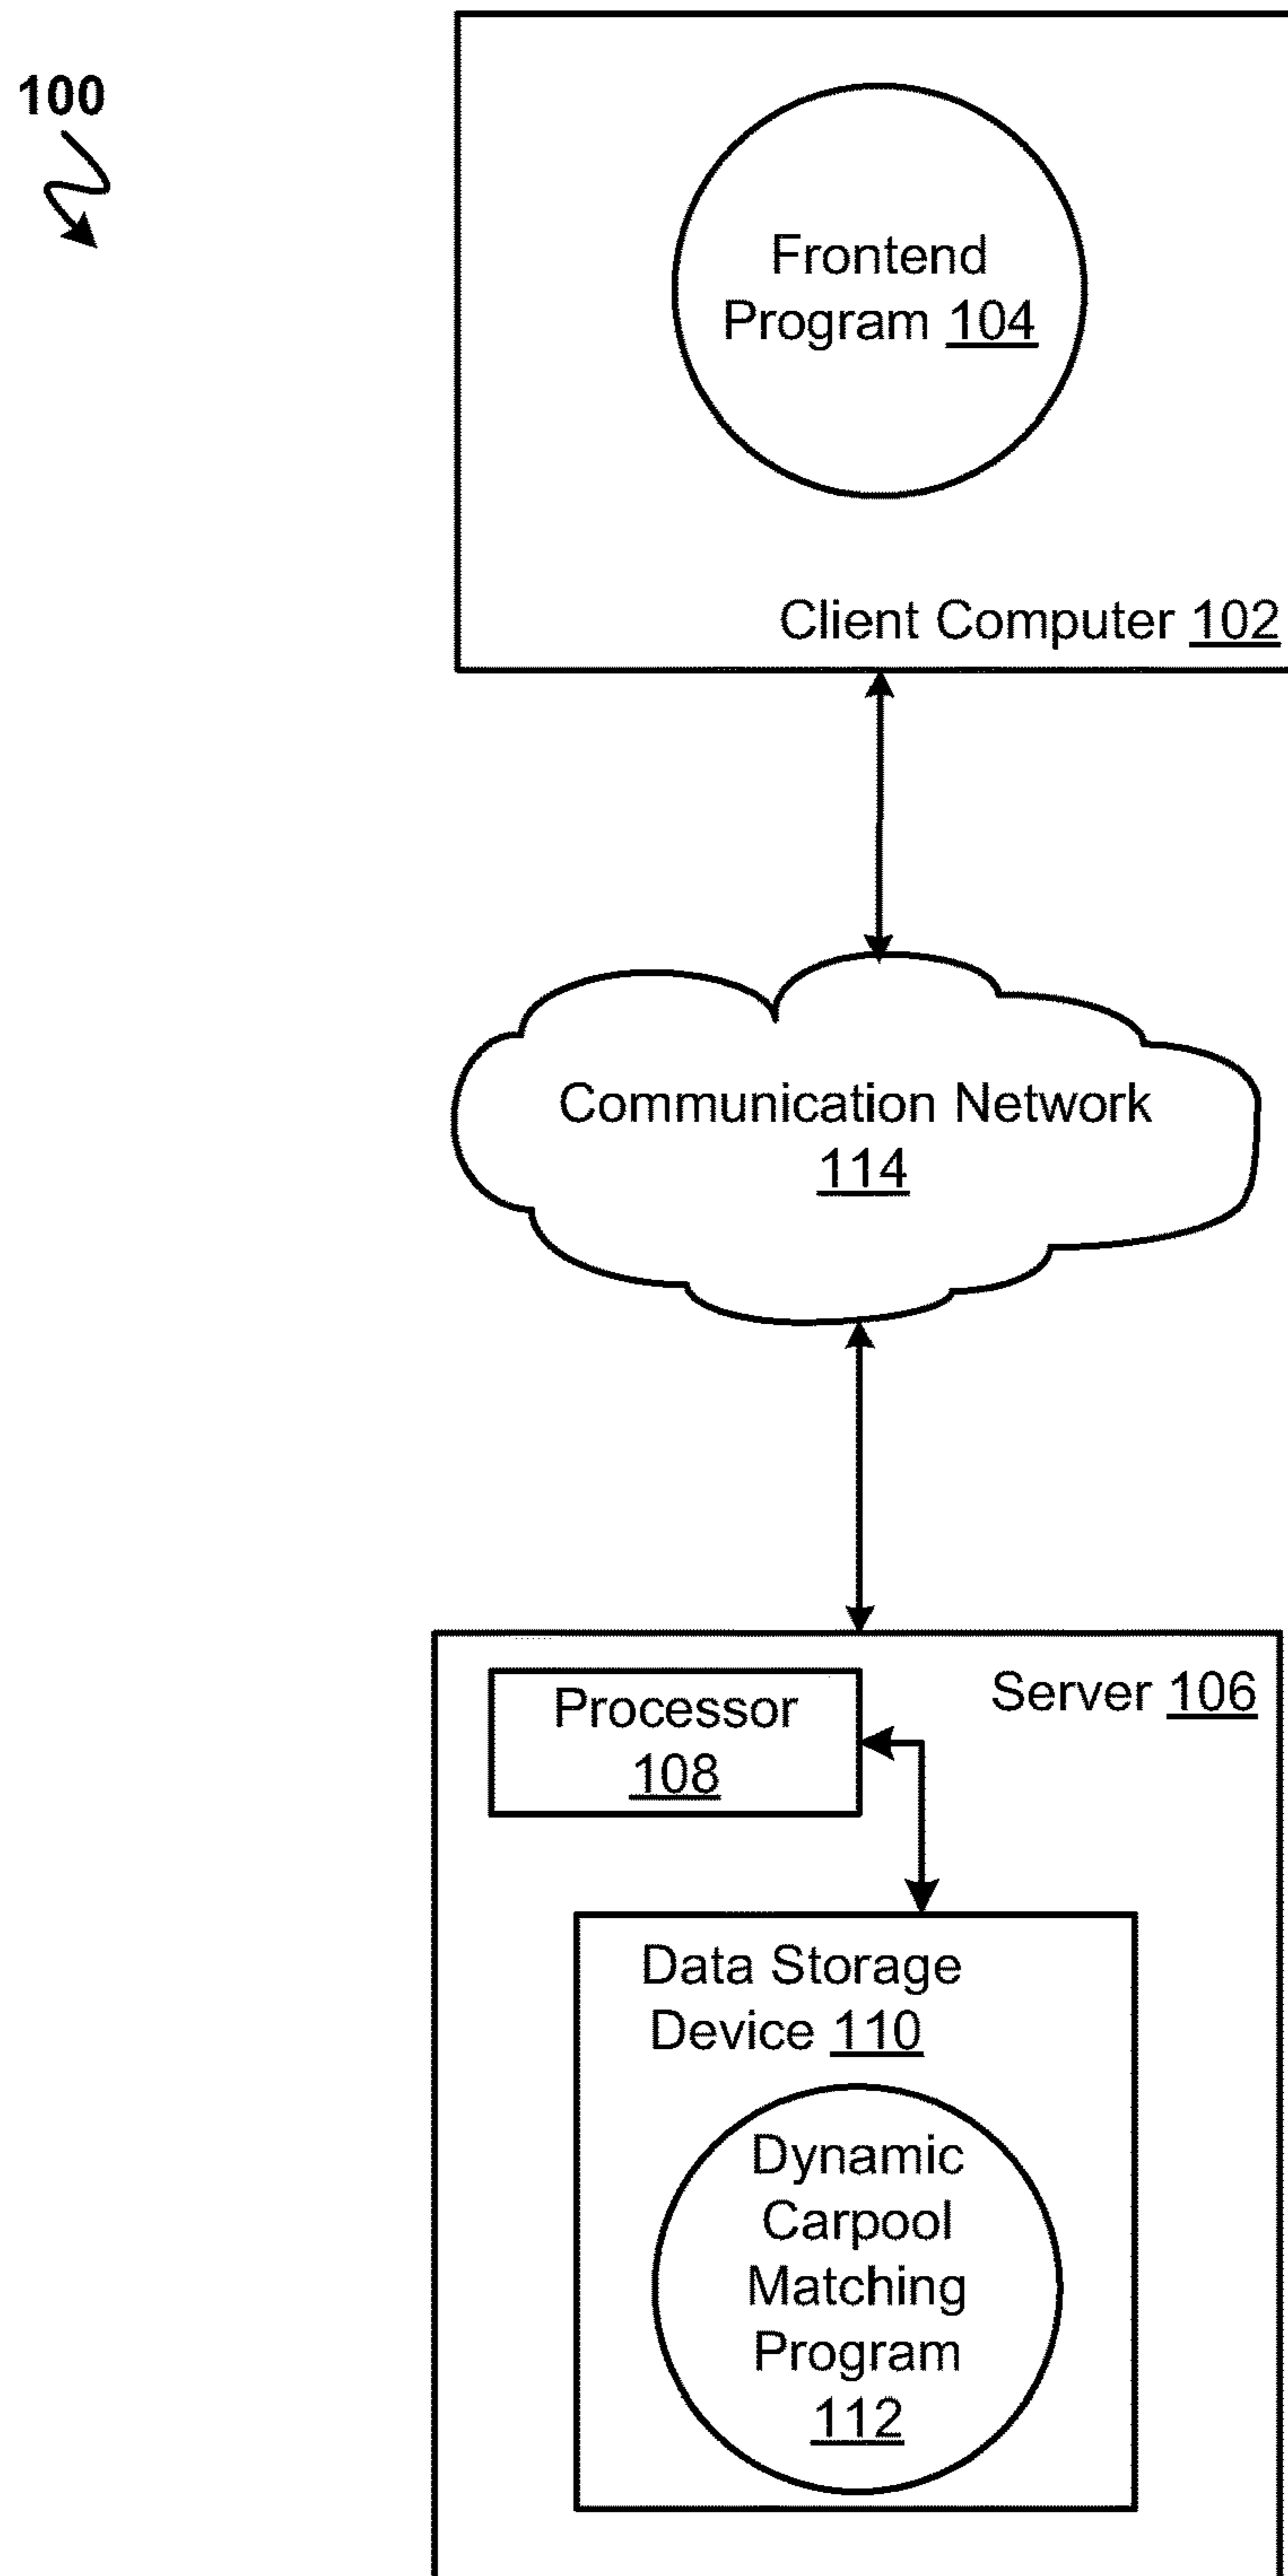 100
Frontend
Program 104
Client Computer 102
Communication Network
114
Server 106
Processor
108
Data Storage
Device 110
Dynamic
Carpool
Matching
Program
112